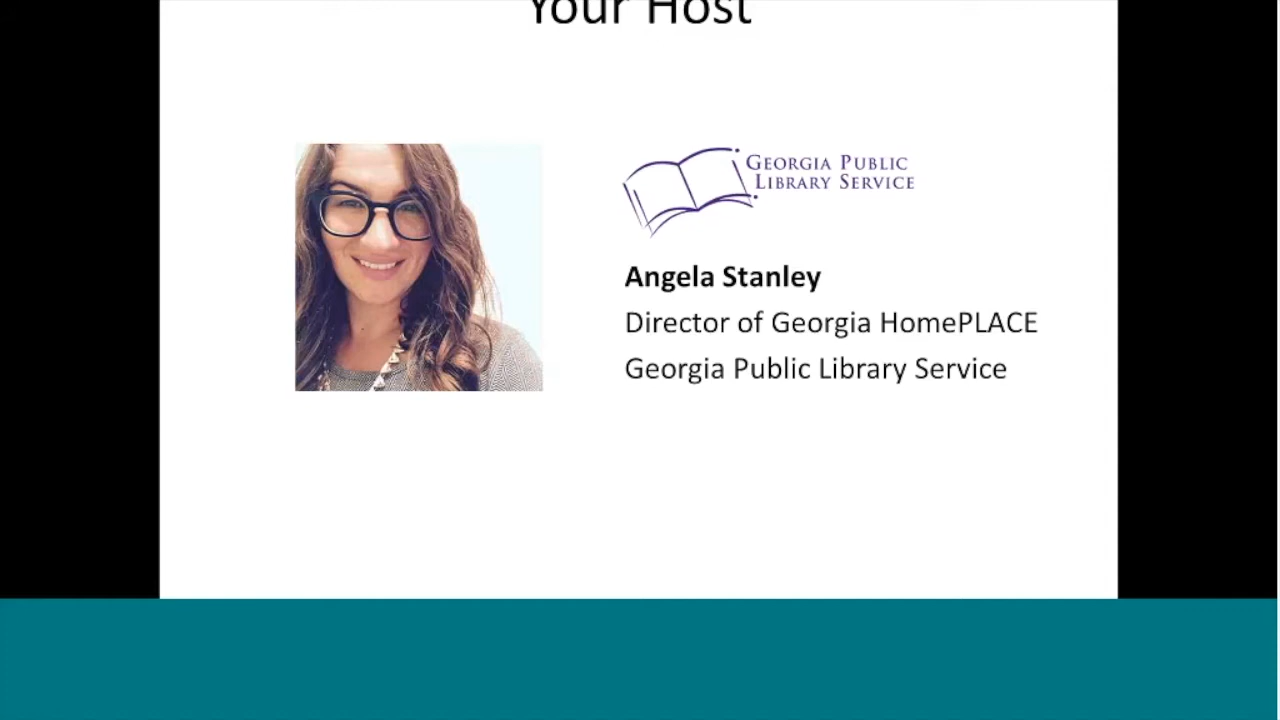 Your Host
GEORGIA PUBLIC
LIBRARY SERVICE
Angela Stanley
Director of Georgia HomePLACE
Georgia Public Library Service